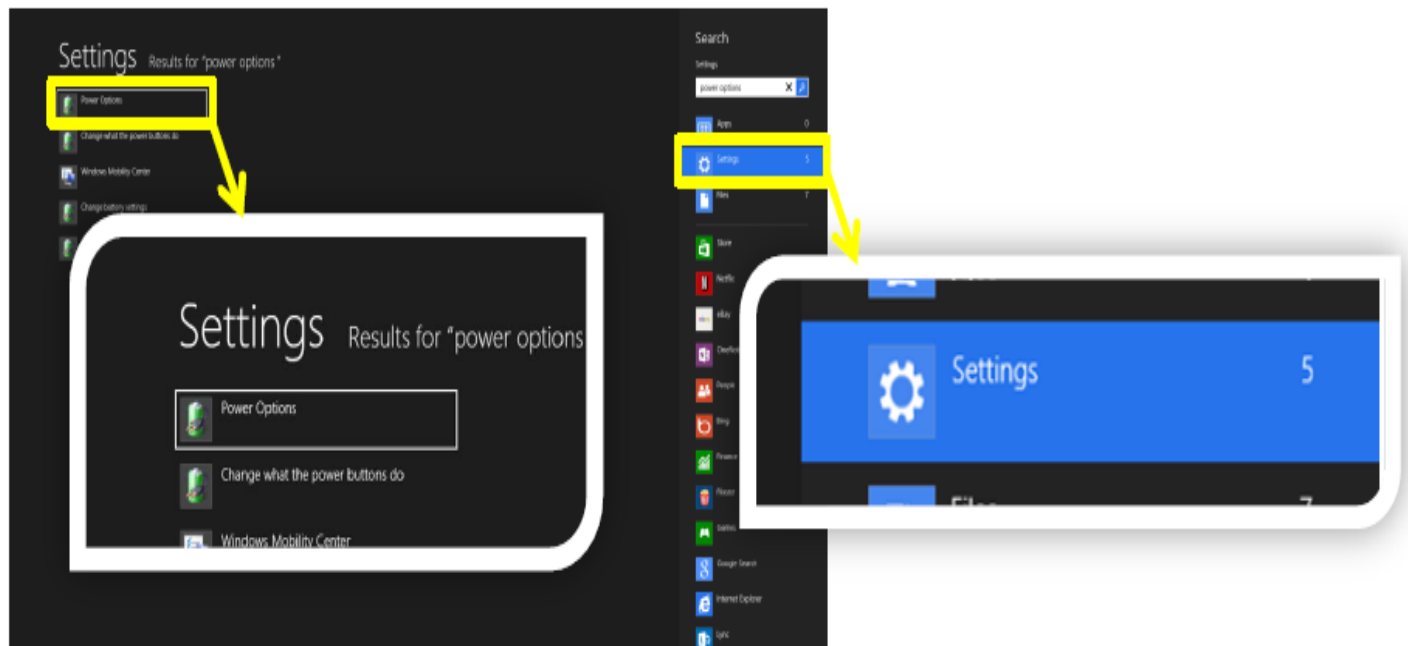 Settings Results for "power options "
Power Options
Change what the power buttons do
Windows Mobility Center
Change battery settings
Settings Results for "power options
Power Options
Change what the power buttons do
Windows Mobility Center
Search
Settings
power options X
Apps 0
Settings 5
Files 7
Store
Netflix
eBay
OneNot
People
Bing
Finance
Games
Google Search
Internet Explorer
Lync
Settings 5
Files 7